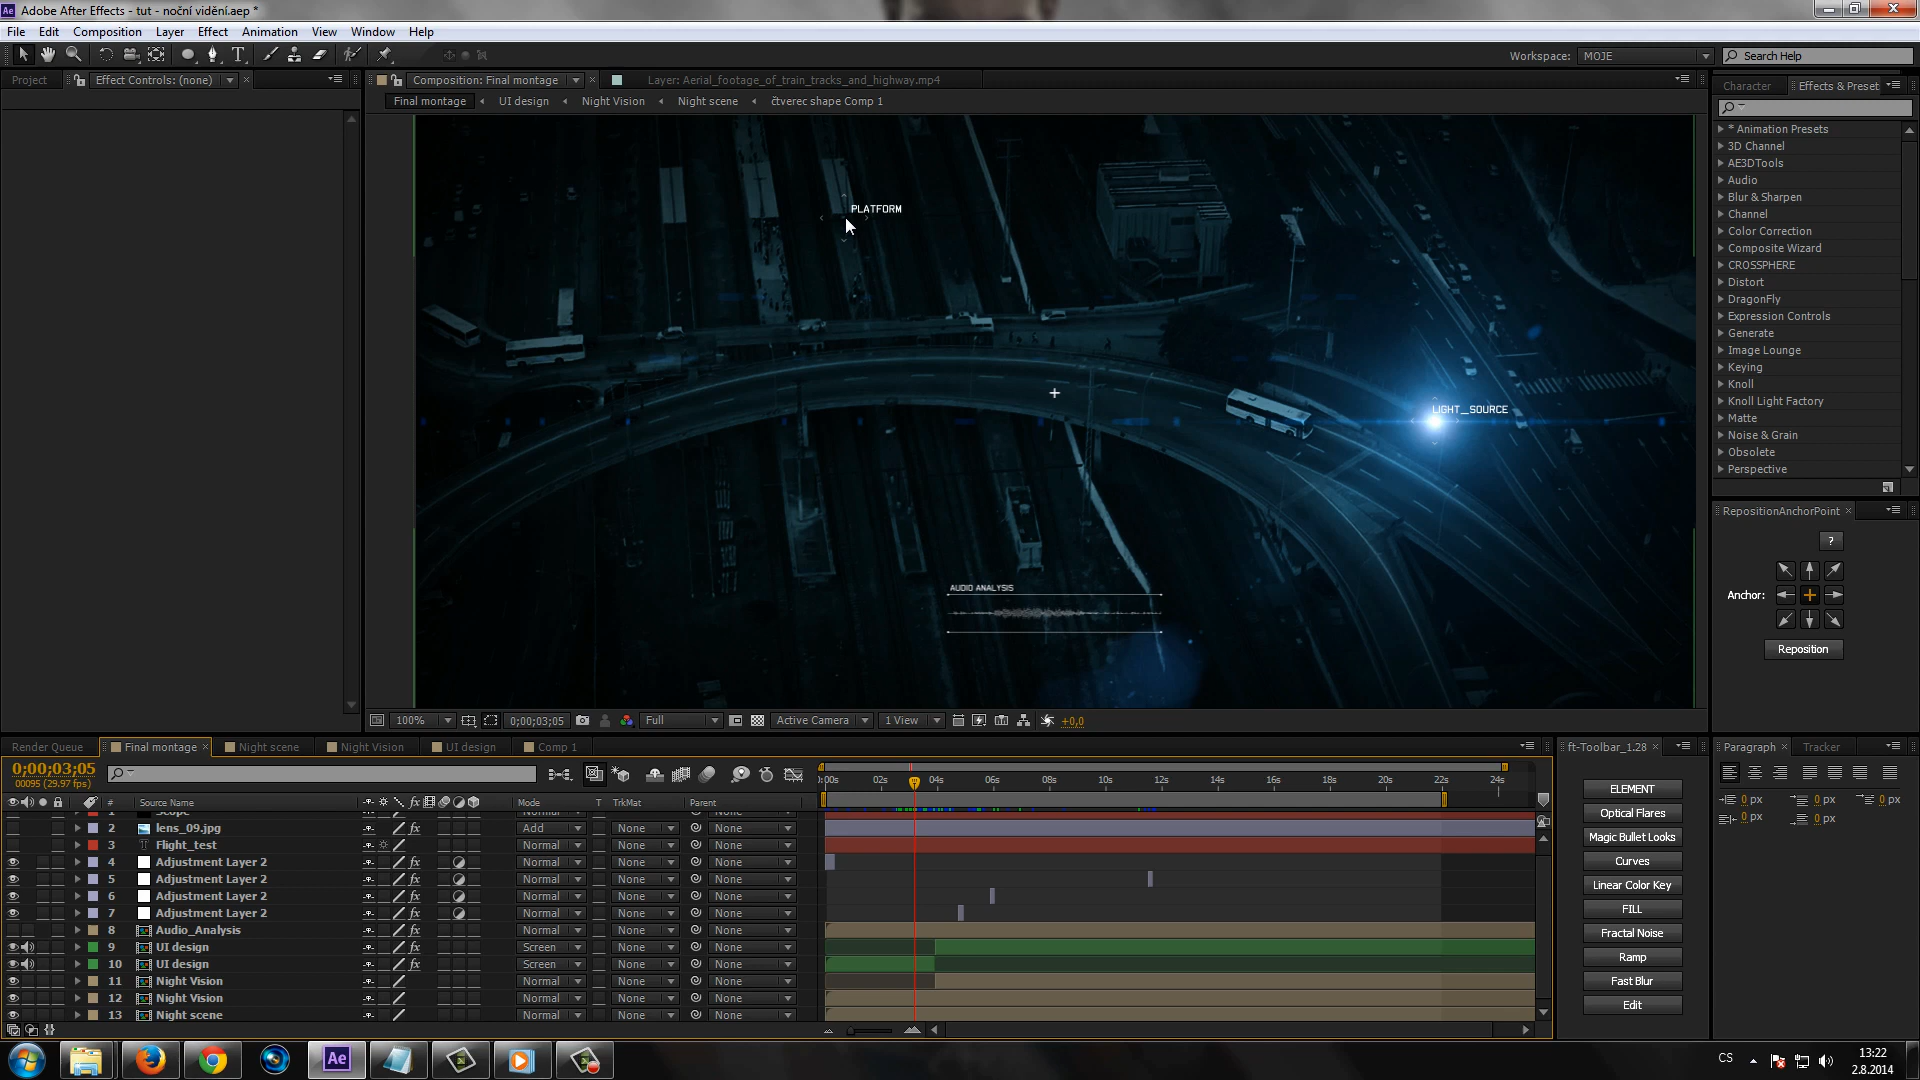 Adobe After Effects - tut - noční vidění.aep *
File Edit Composition Layer Effect Animation View Window Help
Workspace: MOJE Search Help
Project Effect Controls: (none) Composition: Final montage Layer: Aerial_footage_of_train_tracks_and_highway.mp4
Final montage UI design Night Vision Night scene čtverec shape Comp 1
Character Effects & Preset
* Animation Presets
3D Channel
AE3DTools
Audio
Blur & Sharpen
Channel
Color Correction
Composite Wizard
CROSSPHERE
Distort
DragonFly
Expression Controls
Generate
Image Lounge
Keying
Knoll
Knoll Light Factory
Matte
Noise & Grain
Obsolete
Perspective
PLATFORM
LIGHT_SOURCE
AUDIO ANALYSIS
RepositionAnchorPoint
?
Anchor:
Reposition
100% 0;00;03;05 Full Active Camera 1 View +0,0
Render Queue Final montage Night scene Night Vision UI design Comp 1
0;00;03;05
00095 (29.97 fps)
:00s 02s 04s 06s 08s 10s 12s 14s 16s 18s 20s 22s 24s
# Source Name Mode T TrkMat Parent
1 Scope
2 lens_09.jpg Add None None
3 Flight_test Normal None None
4 Adjustment Layer 2 Normal None None
5 Adjustment Layer 2 Normal None None
6 Adjustment Layer 2 Normal None None
7 Adjustment Layer 2 Normal None None
8 Audio_Analysis Normal None None
9 UI design Screen None None
10 UI design Screen None None
11 Night Vision Normal None None
12 Night Vision Normal None None
13 Night scene Normal None None
ft-Toolbar_1.28
ELEMENT
Optical Flares
Magic Bullet Looks
Curves
Linear Color Key
FILL
Fractal Noise
Ramp
Fast Blur
Edit
Paragraph Tracker
0 px 0 px 0 px
0 px 0 px
CS 13:22
2.8.2014